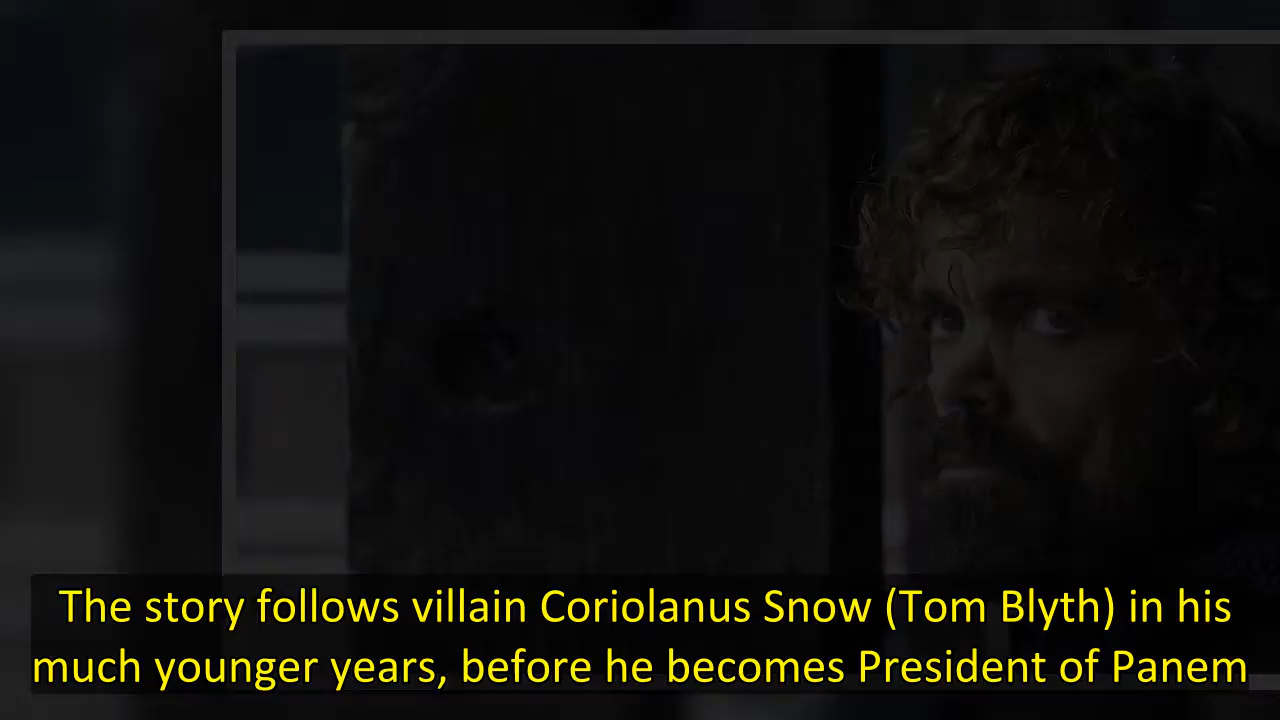 The story follows villain Coriolanus Snow (Tom Blyth) in his
much younger years, before he becomes President of Panem